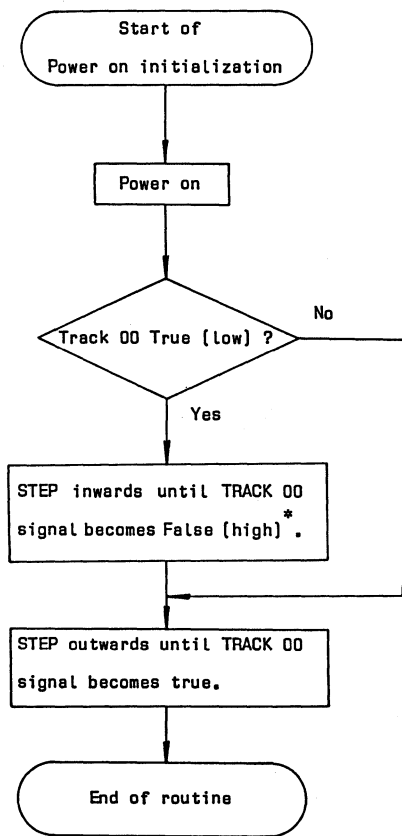 Start of
Power on initialization
Power on
Track 00 True (low) ?
No
Yes
STEP inwards until TRACK 00
signal becomes False (high)*.
STEP outwards until TRACK 00
signal becomes true.
End of routine